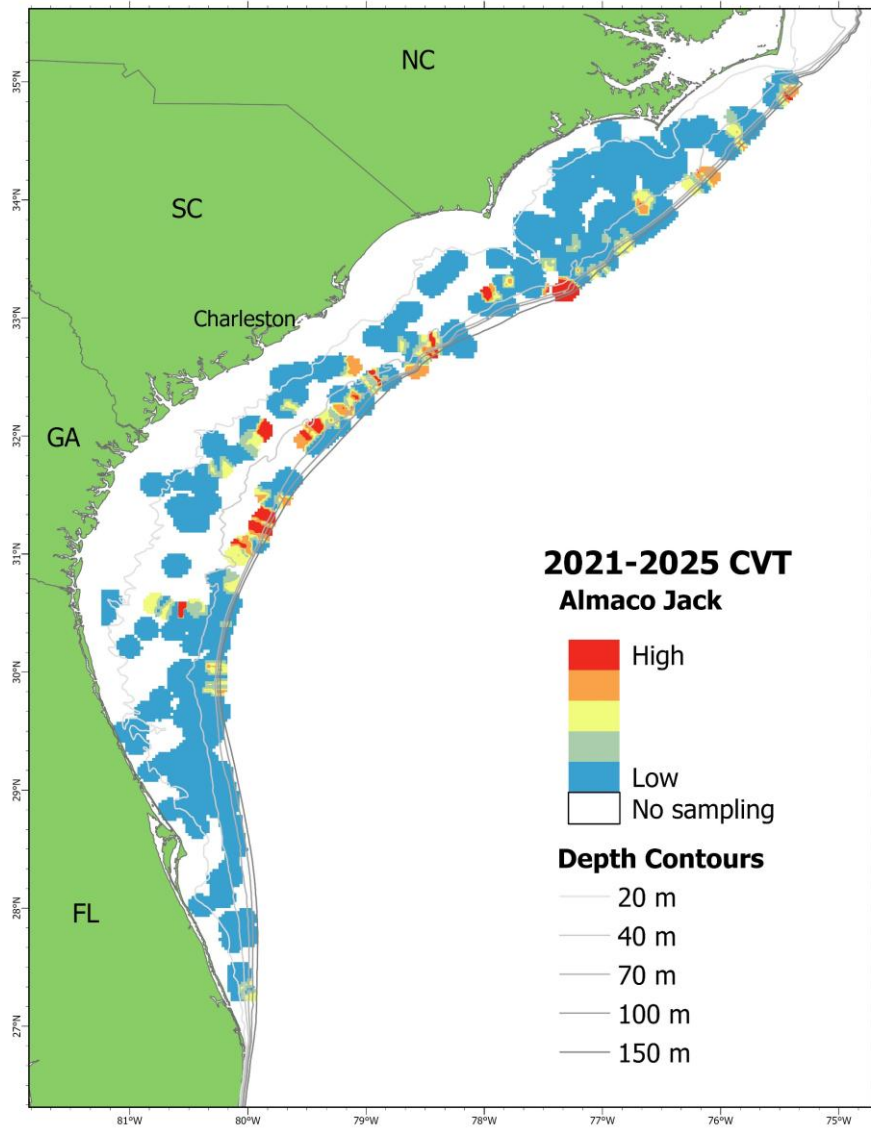 NC
35°N
34°N
SC
33°N
Charleston
32°N
GA
31°N
2021-2025 CVT
Almaco Jack
High
Low
No sampling
30°N
29°N
Depth Contours
20 m
40 m
70 m
100 m
150 m
28°N
FL
27°N
81°W
80°W
79°W
78°W
77°W
76°W
75°W